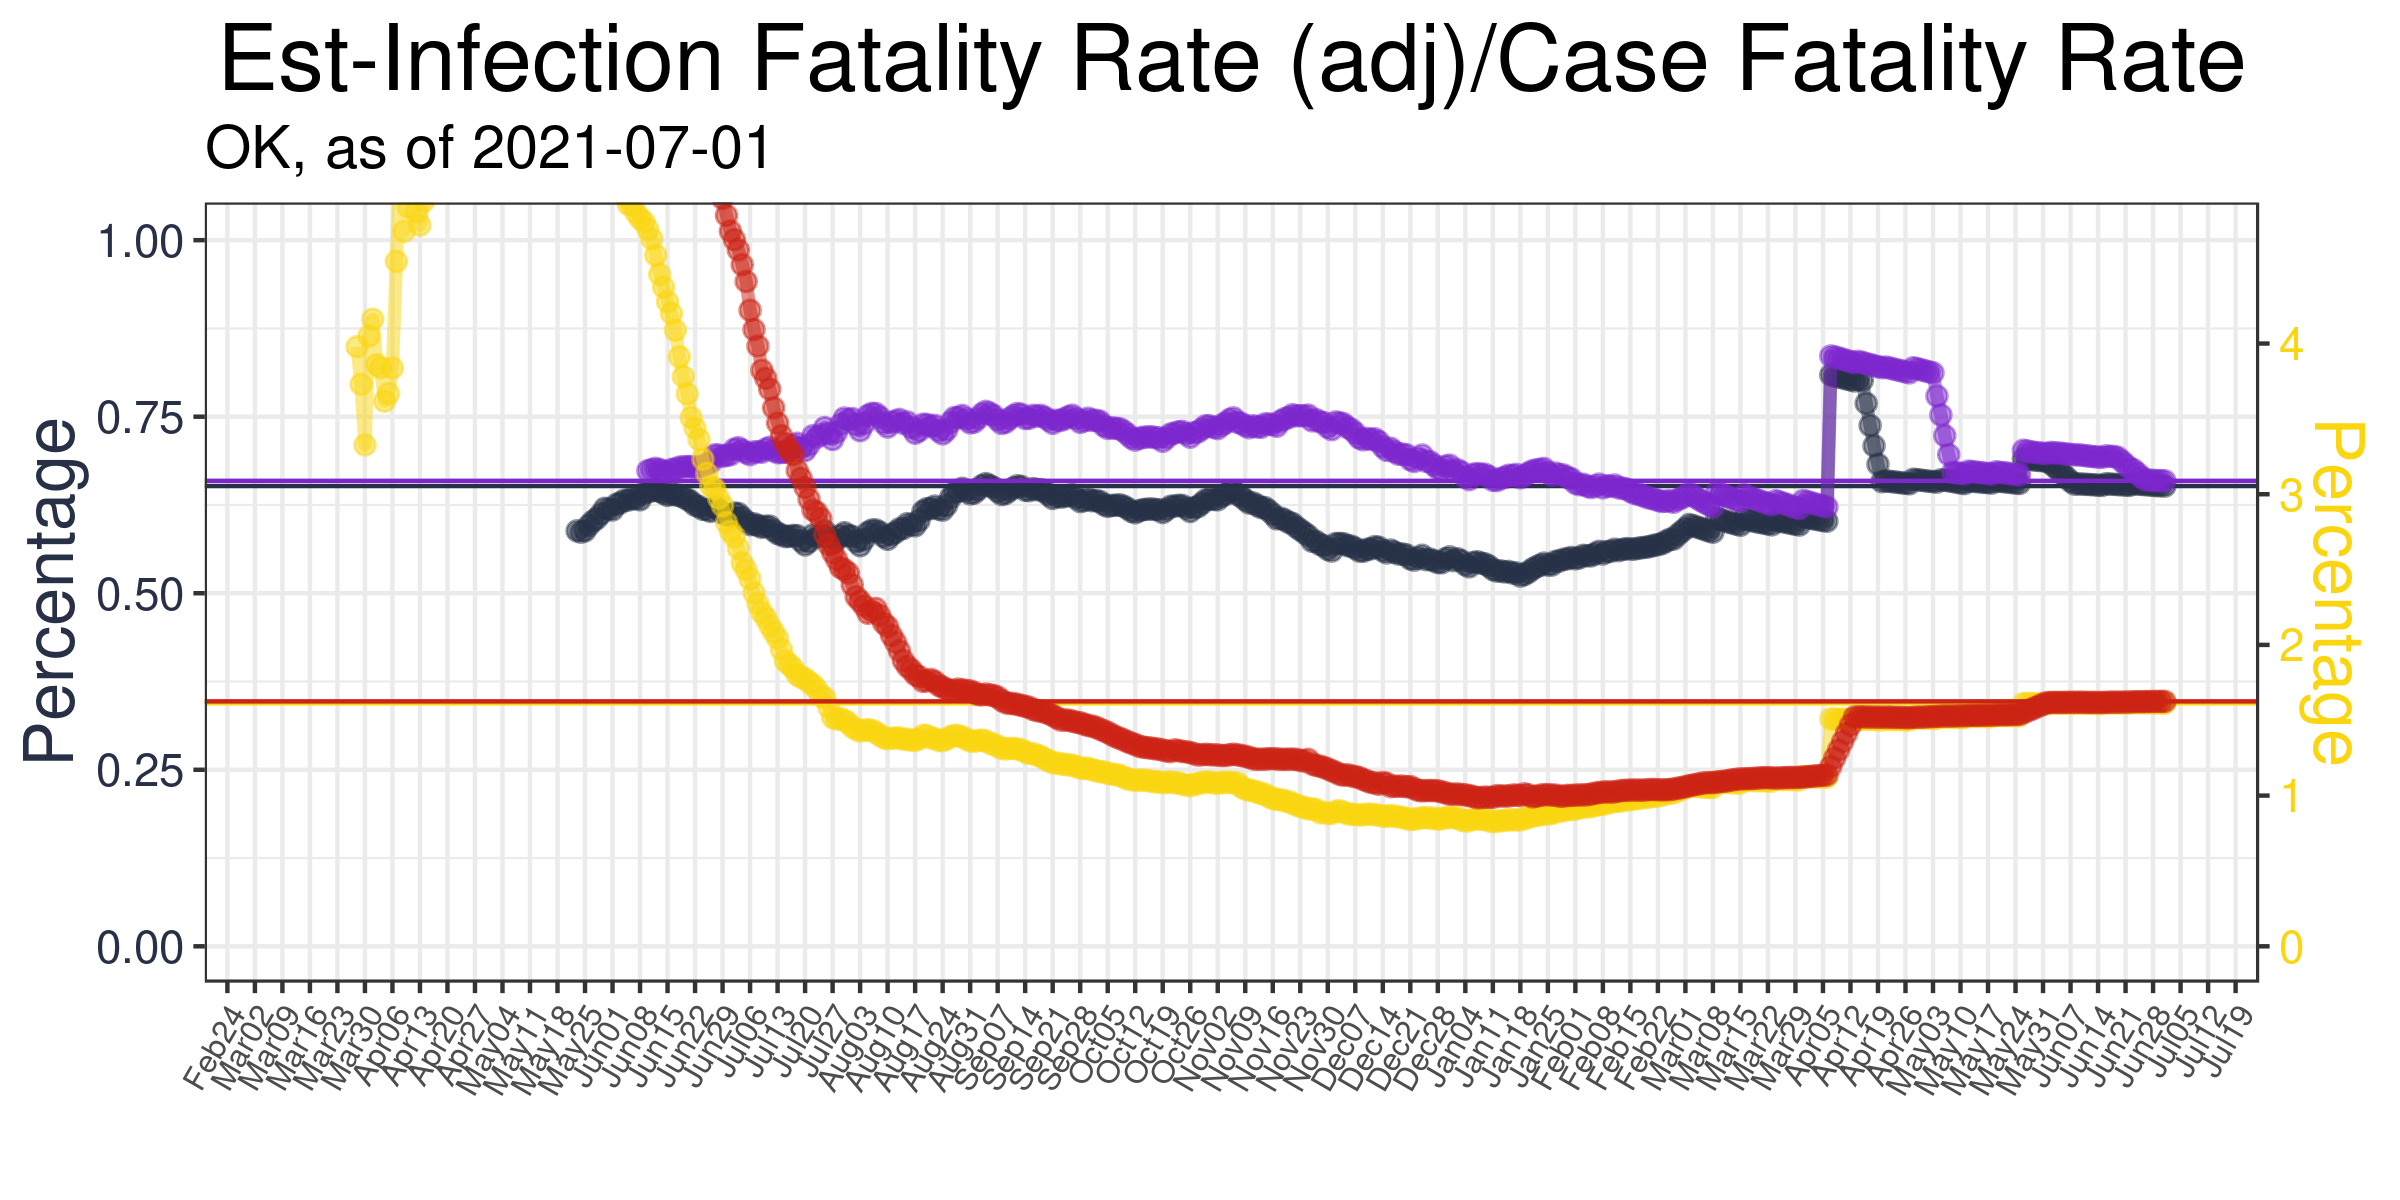 Est-Infection Fatality Rate (adj)/Case Fatality Rate
OK, as of 2021-07-01
Percentage
1.00
0.75
0.50
0.25
0.00
4
3
2
1
0
Percentage
Feb24
Mar02
Mar09
Mar16
Mar23
Mar30
Apr06
Apr13
Apr20
Apr27
May04
May11
May18
May25
Jun01
Jun08
Jun15
Jun22
Jun29
Jul06
Jul13
Jul20
Jul27
Aug03
Aug10
Aug17
Aug24
Aug31
Sep07
Sep14
Sep21
Sep28
Oct05
Oct12
Oct19
Oct26
Nov02
Nov09
Nov16
Nov23
Nov30
Dec07
Dec14
Dec21
Dec28
Jan04
Jan11
Jan18
Jan25
Feb01
Feb08
Feb15
Feb22
Mar01
Mar08
Mar15
Mar22
Mar29
Apr05
Apr12
Apr19
Apr26
May03
May10
May17
May24
May31
Jun07
Jun14
Jun21
Jun28
Jul05
Jul12
Jul19